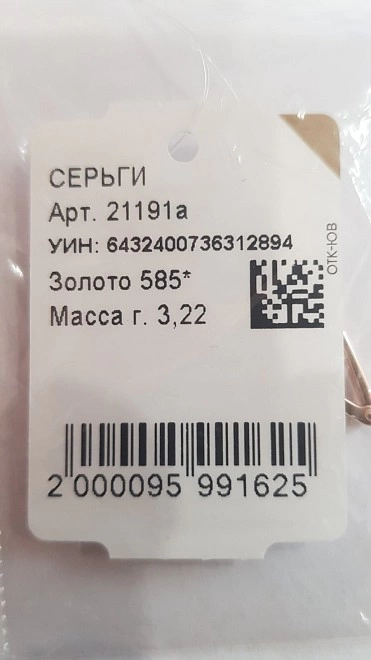 СЕРЬГИ
Арт. 21191а
УИН: 6432400736312894
Золото 585*
Масса г. 3,22
ОТК-ЮВ
2 000095 991625